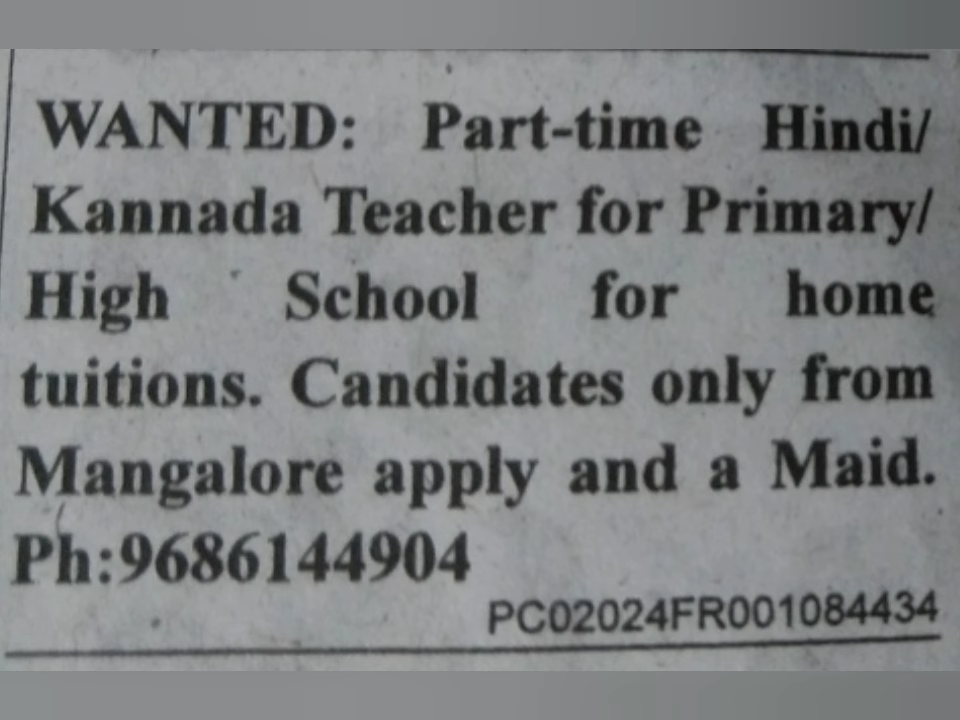 WANTED: Part-time Hindi/
Kannada Teacher for Primary/
High School for home
tuitions. Candidates only from
Mangalore apply and a Maid.
Ph:9686144904
PC02024FR001084434